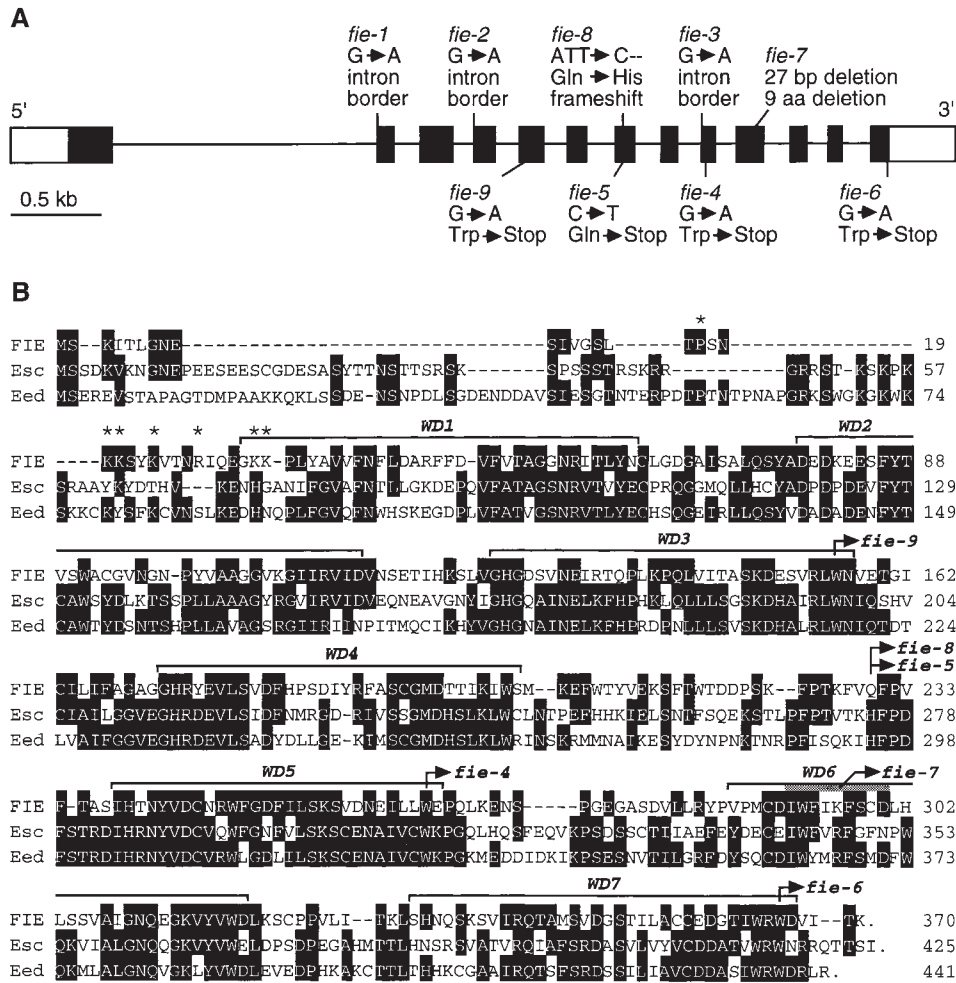 A
fie-1
G➔A
intron
border
fie-2
G➔A
intron
border
fie-8
ATT➔C--
Gln➔His
frameshift
fie-3
G➔A
intron
border
fie-7
27 bp deletion
9 aa deletion
5'
3'
0.5 kb
fie-9
G➔A
Trp➔Stop
fie-5
C➔T
Gln➔Stop
fie-4
G➔A
Trp➔Stop
fie-6
G➔A
Trp➔Stop
B
*
FIE MS--KITLGNE-------------------------------SIVGSL------TPSN---------------- 19
Esc MSSDKVKNGNEPEESEESCGDESASYTTNSTTSRSK------SPSSSTRSKRR----------GRRST-KSKPK 57
Eed MSEREVSTAPAGTDMPAAKKQKLSSDE-NSNPDLSGDENDDAVSIESGTNTERPDTPTNTPNAPGRKSWGKGKWK 74
** * * ** WD1 WD2
FIE ----KKSYKVTNRIQEGKK-PLYAVVFNFLDARFFD-VFVTAGGNRITLYNCLGDGAISALQSYADEDKEESFYT 88
Esc SRAAYKYDTHV---KENHGANIFGVAFNTLLGKDEPQVFATAGSNRVTVYECPRQGGMQLLHCYADPDPDEVFYT 129
Eed SKKCKYSFKCVNSLKEDHNQPLFGVQFNWHSKEGDPLVFATVGSNRVTLYECHSQGEIRLLQSYVDADADENFYT 149
WD3 fie-9
FIE VSWACGVNGN-PYVAAGGVKGIIRVIDVNSETIHKSLVGHGDSVNEIRTQPLKPQLVITASKDESVRLWNVETGI 162
Esc CAWSYDLKTSSPLLAAAGYRGVIRVIDVEQNEAVGNYIGHGQAINELKFHPHKLQLLLSGSKDHAIRLWNIQSHV 204
Eed CAWTYDSNTSHPLLAVAGSRGIIRIINPITMQCIKHYVGHGNAINELKFHPRDPNLLLSVSKDHALRLWNIQTDT 224
WD4 fie-8
fie-5
FIE CILIFAGAGGHRYEVLSVDFHPSDIYRFASCGMDTTIKIWSM--KEFWTYVEKSFTWTDDPSK--FPTKFVQFPV 233
Esc CIAILGGVEGHRDEVLSIDFNMRGD-RIVSSGMDHSLKLWCLNTPEFHHKIELSNTFSQEKSTLPFPTVTKHFPD 278
Eed LVAIFGGVEGHRDEVLSADYDLLGE-KIMSCGMDHSLKLWRINSKRMMNAIKESYDYNPNKTNRPFISQKIHFPD 298
WD5 fie-4 WD6 fie-7
FIE F-TASIHTNYVDCNRWFGDFILSKSVDNEILLWEPQLKENS-----PGEGASDVLLRYPVPMCDIWFIKFSCDLH 302
Esc FSTRDIHRNYVDCVQWFGNFVLSKSCENAIVCWKPGQLHQSFEQVKPSDSSCTIIAEFEYDECEIWFVRFGFNPW 353
Eed FSTRDIHRNYVDCVRWLGDLILSKSCENAIVCWKPGKMEDDIDKIKPSESNVTILGRFDYSQCDIWYMRFSMDFW 373
WD7 fie-6
FIE LSSVAIGNQEGKVYVWDLKSCPPVLI--TKLSHNQSKSVIRQTAMSVDGSTILACCEDGTIWRWDVI--TK. 370
Esc QKVIALGNQQGKVYVWELDPSDPEGAHMTTLHNSRSVATVRQIAFSRDASVLVYVCDDATVWRWNRRQTTSI. 425
Eed QKMLALGNQVGKLYVWDLEVEDPHKAKCTTLTHHKCGAAIRQTSFSRDSSILIAVCDDASIWRWDRLR. 441